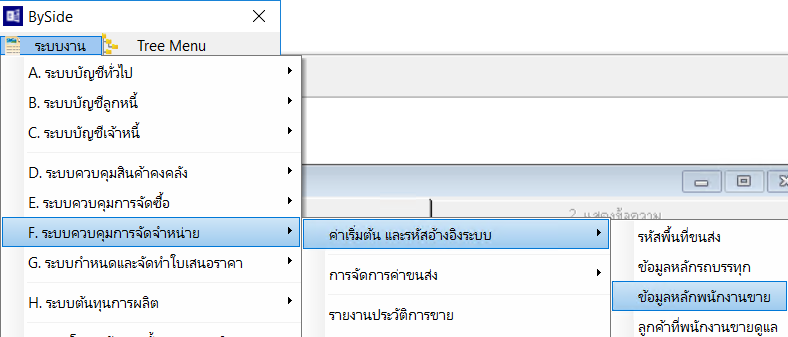 BySide
ระบบงาน Tree Menu
A. ระบบบัญชีทั่วไป
B. ระบบบัญชีลูกหนี้
C. ระบบบัญชีเจ้าหนี้
D. ระบบควบคุมสินค้าคงคลัง
E. ระบบควบคุมการจัดซื้อ
F. ระบบควบคุมการจัดจำหน่าย
G. ระบบกำหนดและจัดทำใบเสนอราคา
H. ระบบต้นทุนการผลิต
2. แสดงข้อความ
ค่าเริ่มต้น และรหัสอ้างอิงระบบ
การจัดการค่าขนส่ง
รายงานประวัติการขาย
รหัสพื้นที่ขนส่ง
ข้อมูลหลักรถบรรทุก
ข้อมูลหลักพนักงานขาย
ลูกค้าที่พนักงานขายดูแล